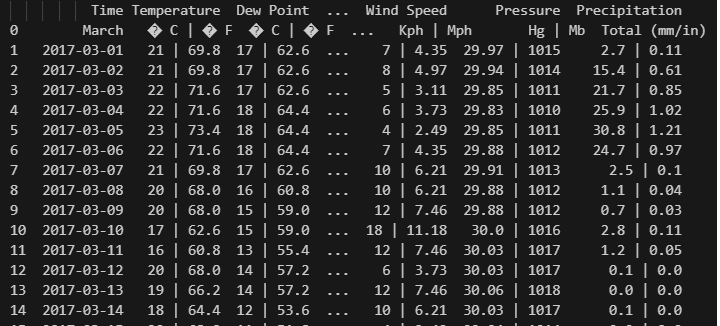 Time Temperature Dew Point ... Wind Speed Pressure Precipitation
0 March � C | � F � C | � F ... Kph | Mph Hg | Mb Total (mm/in)
1 2017-03-01 21 | 69.8 17 | 62.6 ... 7 | 4.35 29.97 | 1015 2.7 | 0.11
2 2017-03-02 21 | 69.8 17 | 62.6 ... 8 | 4.97 29.94 | 1014 15.4 | 0.61
3 2017-03-03 22 | 71.6 17 | 62.6 ... 5 | 3.11 29.85 | 1011 21.7 | 0.85
4 2017-03-04 22 | 71.6 18 | 64.4 ... 6 | 3.73 29.83 | 1010 25.9 | 1.02
5 2017-03-05 23 | 73.4 18 | 64.4 ... 4 | 2.49 29.85 | 1011 30.8 | 1.21
6 2017-03-06 22 | 71.6 18 | 64.4 ... 7 | 4.35 29.88 | 1012 24.7 | 0.97
7 2017-03-07 21 | 69.8 17 | 62.6 ... 10 | 6.21 29.91 | 1013 2.5 | 0.1
8 2017-03-08 20 | 68.0 16 | 60.8 ... 10 | 6.21 29.88 | 1012 1.1 | 0.04
9 2017-03-09 20 | 68.0 15 | 59.0 ... 12 | 7.46 29.88 | 1012 0.7 | 0.03
10 2017-03-10 17 | 62.6 15 | 59.0 ... 18 | 11.18 30.0 | 1016 2.8 | 0.11
11 2017-03-11 16 | 60.8 13 | 55.4 ... 12 | 7.46 30.03 | 1017 1.2 | 0.05
12 2017-03-12 20 | 68.0 14 | 57.2 ... 6 | 3.73 30.03 | 1017 0.1 | 0.0
13 2017-03-13 19 | 66.2 14 | 57.2 ... 12 | 7.46 30.06 | 1018 0.0 | 0.0
14 2017-03-14 18 | 64.4 12 | 53.6 ... 10 | 6.21 30.03 | 1017 0.1 | 0.0